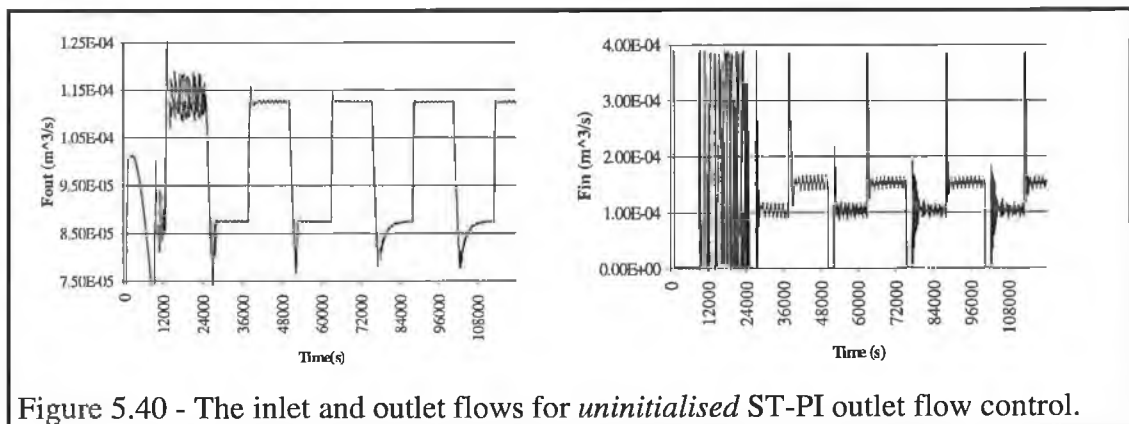 1.25E-04
1.15E-04
1.05E-04
9.50E-05
8.50E-05
7.50E-05
Fout (m^3/s)
0
12000
24000
36000
48000
60000
72000
84000
96000
108000
Time(s)
4.00E-04
3.00E-04
2.00E-04
1.00E-04
0.00E+00
Fin (m^3/s)
0
12000
24000
36000
48000
60000
72000
84000
96000
108000
Time (s)
Figure 5.40 - The inlet and outlet flows for uninitialised ST-PI outlet flow control.